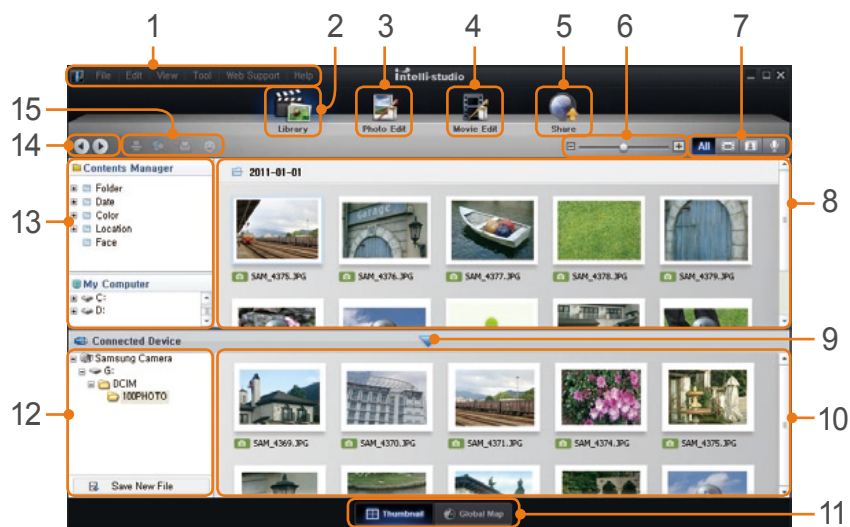 1
2
3
4
5
6
7
File Edit View Tool Web Support Help
intelli-studio
Library
Photo Edit
Movie Edit
Share
15
14
All
Contents Manager
Folder
Date
Color
Location
Face
13
2011-01-01
SAM_4375.JPG
SAM_4376.JPG
SAM_4377.JPG
SAM_4378.JPG
SAM_4379.JPG
8
My Computer
C:
D:
Connected Device
9
Samsung Camera
G:
DCIM
100PHOTO
12
SAM_4369.JPG
SAM_4370.JPG
SAM_4371.JPG
SAM_4374.JPG
SAM_4375.JPG
10
Save New File
Thumbnail
Global Map
11